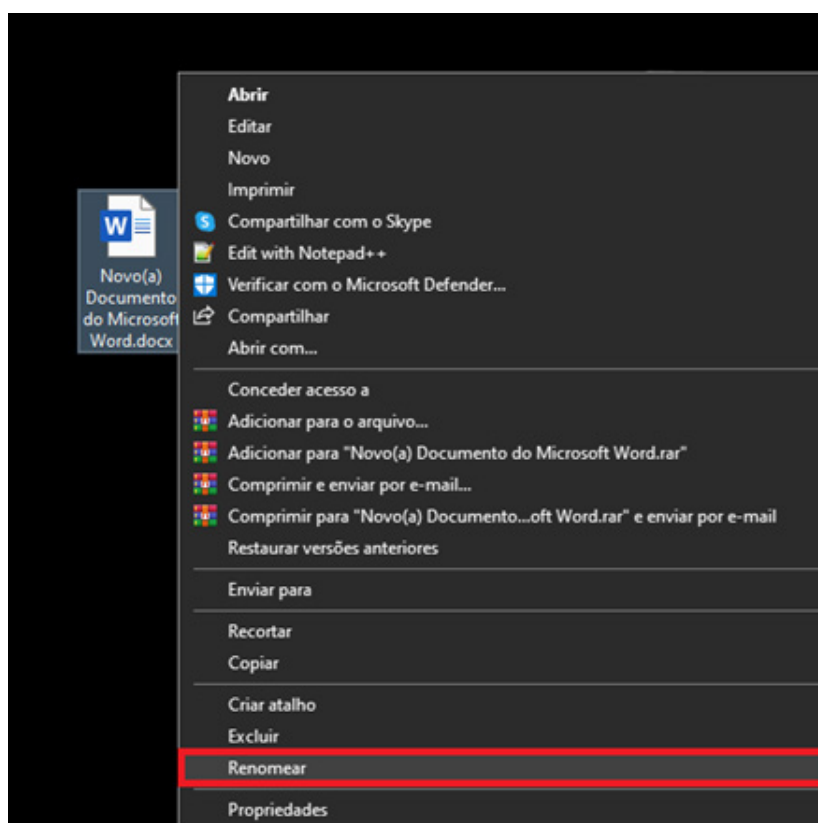 Abrir
Editar
Novo
Imprimir
W
Compartilhar com o Skype
S
Edit with Notepad++
Novo(a)
Documento
do Microsoft
Word.docx
Verificar com o Microsoft Defender...
Compartilhar
Abrir com...
Conceder acesso a
Adicionar para o arquivo...
Adicionar para "Novo(a) Documento do Microsoft Word.rar"
Comprimir e enviar por e-mail...
Comprimir para "Novo(a) Documento...oft Word.rar" e enviar por e-mail
Restaurar versões anteriores
Enviar para
Recortar
Copiar
Criar atalho
Excluir
Renomear
Propriedades